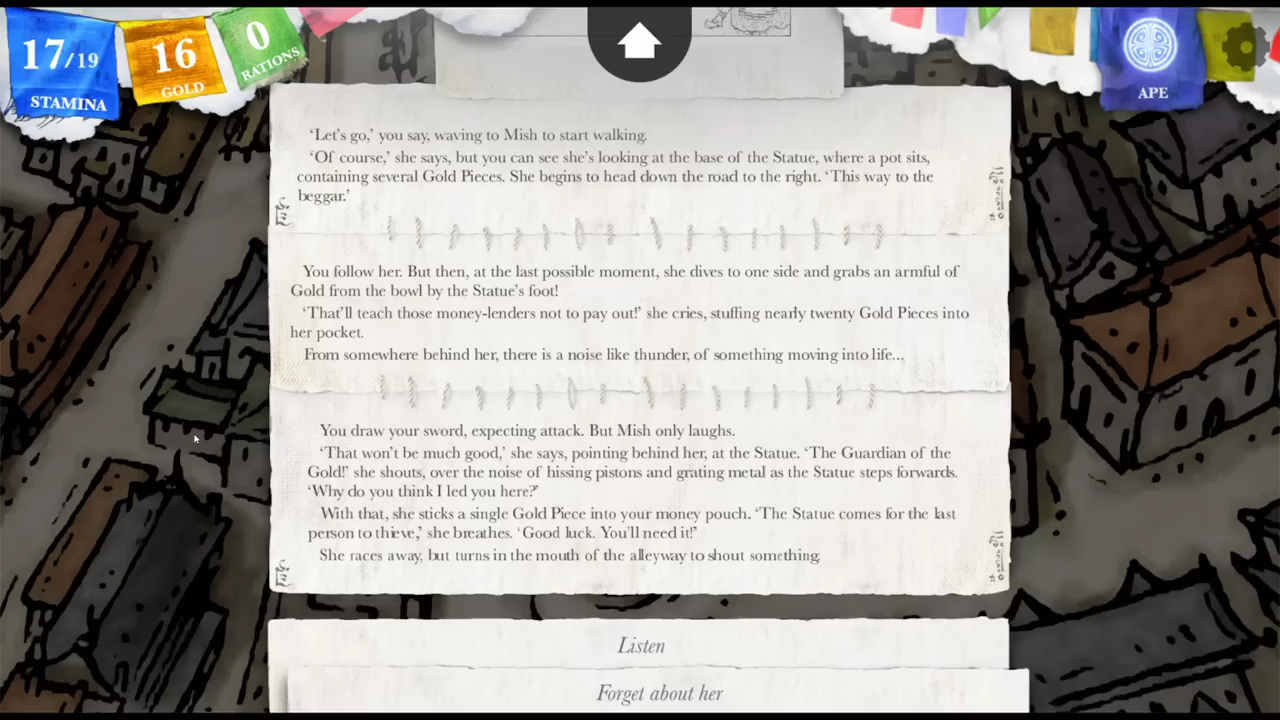 17/19
STAMINA
16
GOLD
0
RATIONS
APE
‘Let’s go,’ you say, waving to Mish to start walking.
‘Of course,’ she says, but you can see she’s looking at the base of the Statue, where a pot sits,
containing several Gold Pieces. She begins to head down the road to the right. ‘This way to the
beggar.’
You follow her. But then, at the last possible moment, she dives to one side and grabs an armful of
Gold from the bowl by the Statue’s foot!
‘That’ll teach those money-lenders not to pay out!’ she cries, stuffing nearly twenty Gold Pieces into
her pocket.
From somewhere behind her, there is a noise like thunder, of something moving into life...
You draw your sword, expecting attack. But Mish only laughs.
‘That won’t be much good,’ she says, pointing behind her, at the Statue. ‘The Guardian of the
Gold!’ she shouts, over the noise of hissing pistons and grating metal as the Statue steps forwards.
‘Why do you think I led you here?’
With that, she sticks a single Gold Piece into your money pouch. ‘The Statue comes for the last
person to thieve,’ she breathes. ‘Good luck. You’ll need it!’
She races away, but turns in the mouth of the alleyway to shout something.
Listen
Forget about her